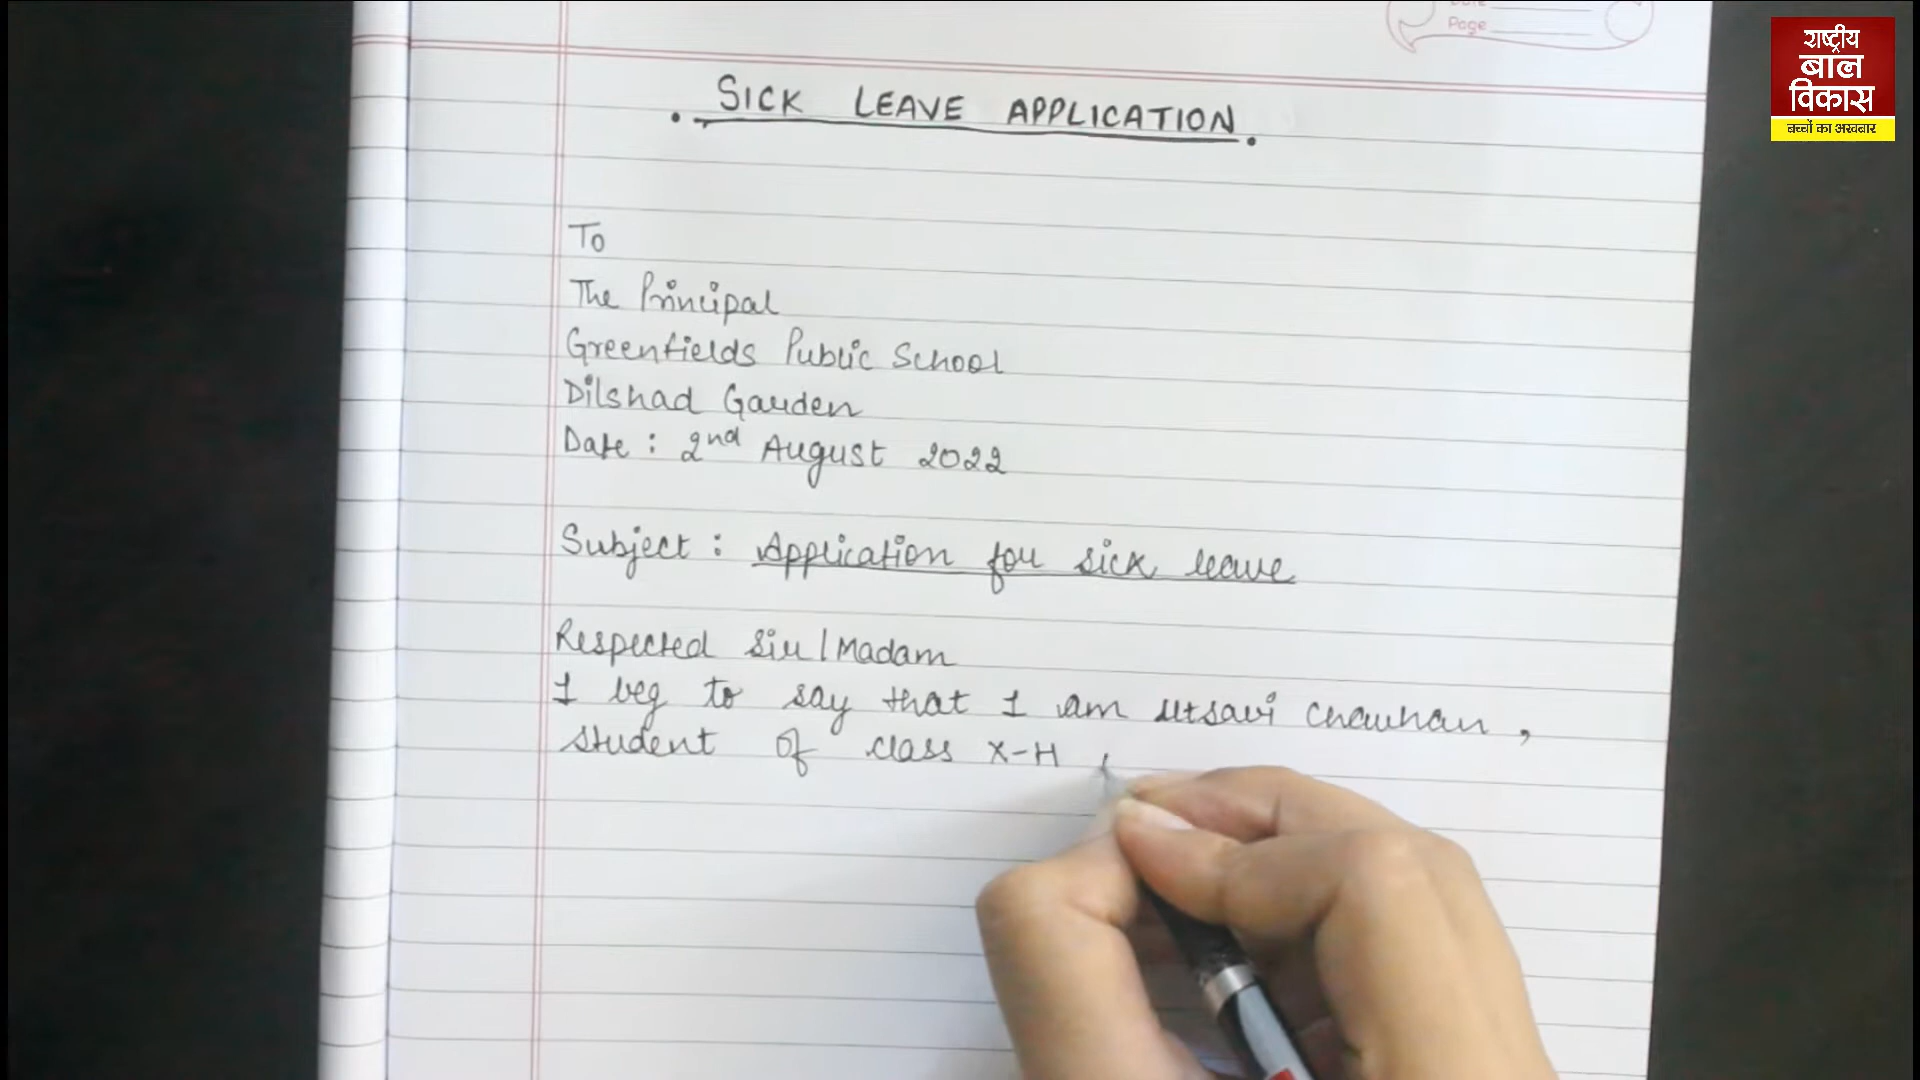 Page
राष्ट्रीय
बाल
विकास
बच्चों का अखबार
SICK LEAVE APPLICATION
To
The Principal
Greenfields Public School
Dilshad Garden
Date : 2nd August 2022
Subject : Application for sick leave
Respected Sir/Madam
I beg to say that I am Utsavi Chauhan ,
student of class X-H